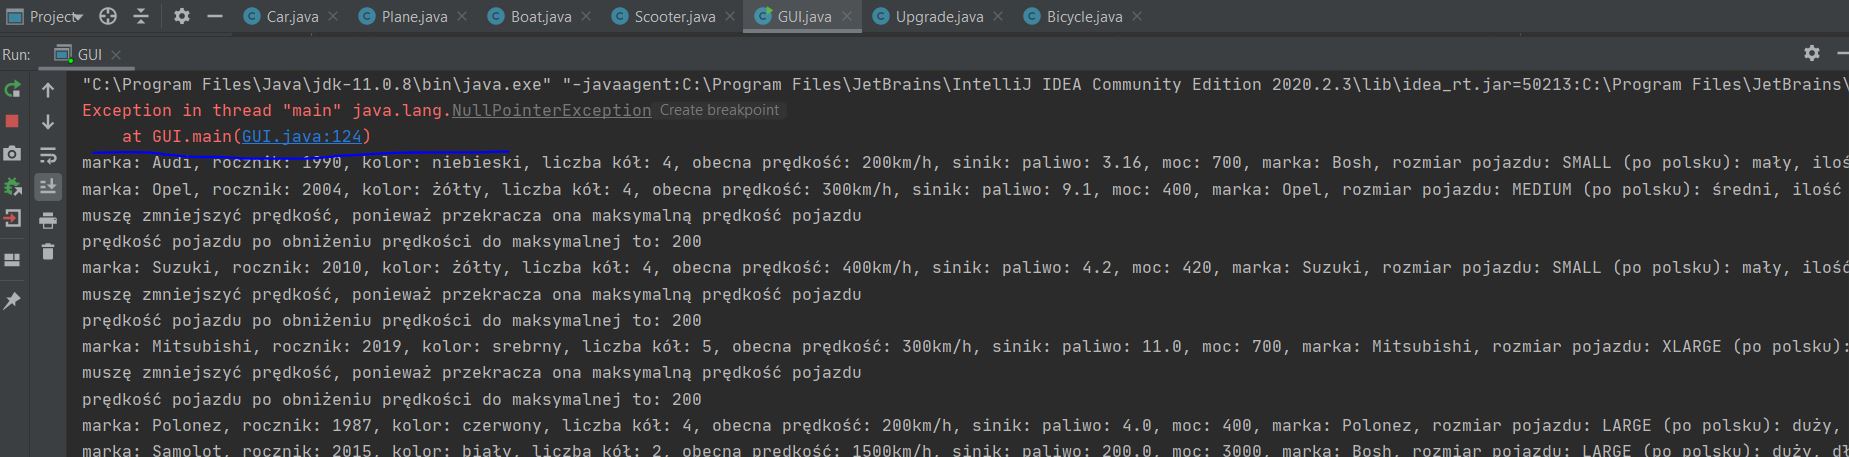 Project Car.java Plane.java Boat.java Scooter.java GUI.java Upgrade.java Bicycle.java
Run: GUI
"C:\Program Files\Java\jdk-11.0.8\bin\java.exe" "-javaagent:C:\Program Files\JetBrains\IntelliJ IDEA Community Edition 2020.2.3\lib\idea_rt.jar=50213:C:\Program Files\JetBrains\
Exception in thread "main" java.lang.NullPointerException Create breakpoint
at GUI.main(GUI.java:124)
marka: Audi, rocznik: 1990, kolor: niebieski, liczba kół: 4, obecna prędkość: 200km/h, sinik: paliwo: 3.16, moc: 700, marka: Bosh, rozmiar pojazdu: SMALL (po polsku): mały, iloś
marka: Opel, rocznik: 2004, kolor: żółty, liczba kół: 4, obecna prędkość: 300km/h, sinik: paliwo: 9.1, moc: 400, marka: Opel, rozmiar pojazdu: MEDIUM (po polsku): średni, ilość
muszę zmniejszyć prędkość, ponieważ przekracza ona maksymalną prędkość pojazdu
prędkość pojazdu po obniżeniu prędkości do maksymalnej to: 200
marka: Suzuki, rocznik: 2010, kolor: żółty, liczba kół: 4, obecna prędkość: 400km/h, sinik: paliwo: 4.2, moc: 420, marka: Suzuki, rozmiar pojazdu: SMALL (po polsku): mały, ilość
muszę zmniejszyć prędkość, ponieważ przekracza ona maksymalną prędkość pojazdu
prędkość pojazdu po obniżeniu prędkości do maksymalnej to: 200
marka: Mitsubishi, rocznik: 2019, kolor: srebrny, liczba kół: 5, obecna prędkość: 300km/h, sinik: paliwo: 11.0, moc: 700, marka: Mitsubishi, rozmiar pojazdu: XLARGE (po polsku):
muszę zmniejszyć prędkość, ponieważ przekracza ona maksymalną prędkość pojazdu
prędkość pojazdu po obniżeniu prędkości do maksymalnej to: 200
marka: Polonez, rocznik: 1987, kolor: czerwony, liczba kół: 4, obecna prędkość: 200km/h, sinik: paliwo: 4.0, moc: 400, marka: Polonez, rozmiar pojazdu: LARGE (po polsku): duży,
marka: Samolot, rocznik: 2015, kolor: biały, liczba kół: 2, obecna prędkość: 1500km/h, sinik: paliwo: 200.0, moc: 3000, marka: Bosh, rozmiar pojazdu: LARGE (po polsku): duży, dł